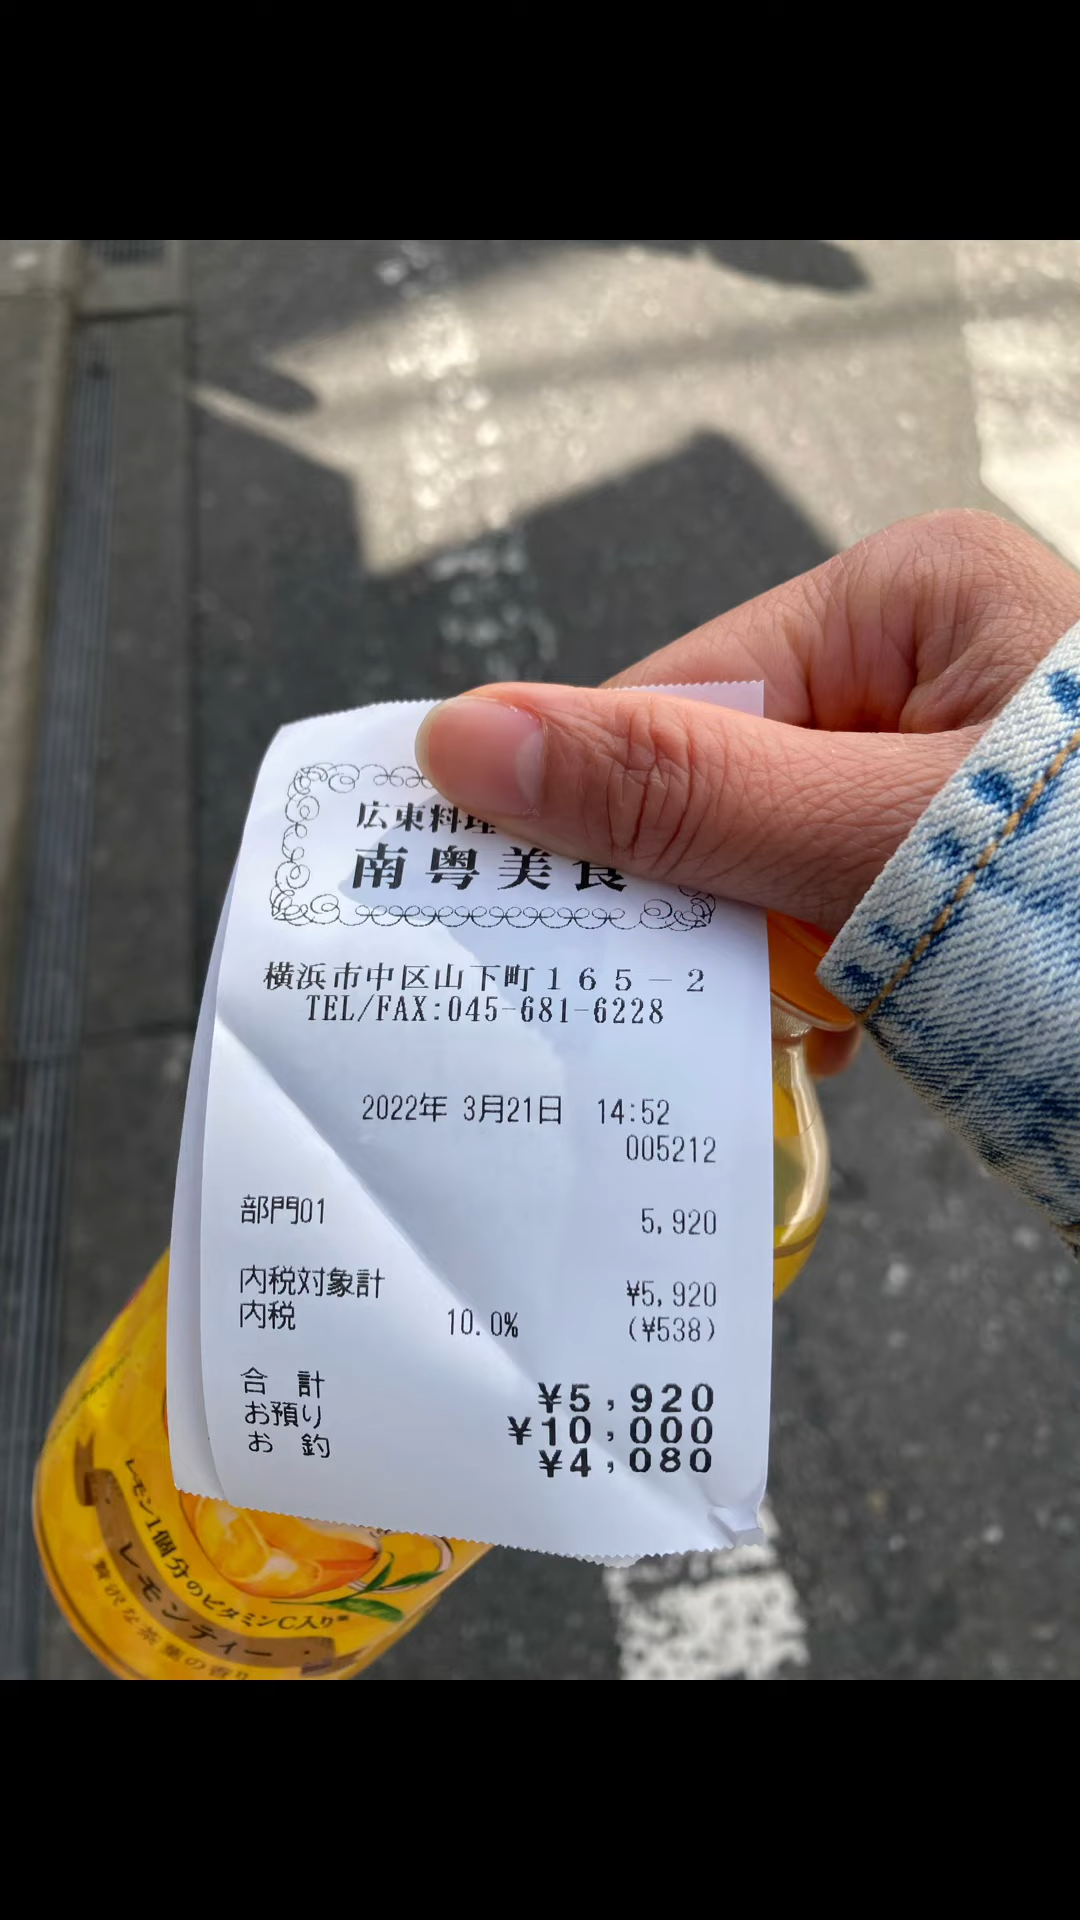 広東料理
南粤美食
横浜市中区山下町165-2
TEL/FAX:045-681-6228
2022年 3月21日 14:52
005212
部門01 5,920
内税対象計 ¥5,920
内税 10.0% (¥538)
合 計 ¥5,920
お預り ¥10,000
お 釣 ¥4,080
レモン1個分のビタミンC入り
レモンティー
贅沢な茶葉の香り